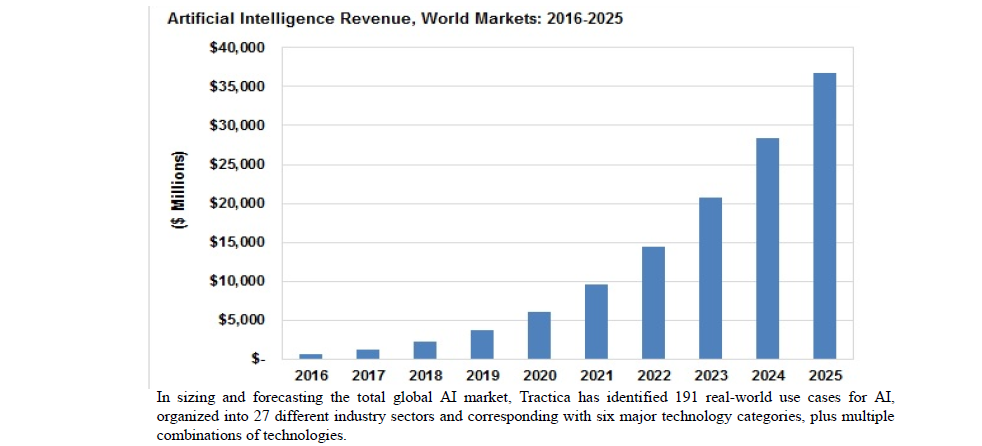 Artificial Intelligence Revenue, World Markets: 2016-2025
$40,000
$35,000
$30,000
$25,000
$20,000
$15,000
$10,000
$5,000
$-
($ Millions)
2016 2017 2018 2019 2020 2021 2022 2023 2024 2025
In sizing and forecasting the total global AI market, Tractica has identified 191 real-world use cases for AI,
organized into 27 different industry sectors and corresponding with six major technology categories, plus multiple
combinations of technologies.